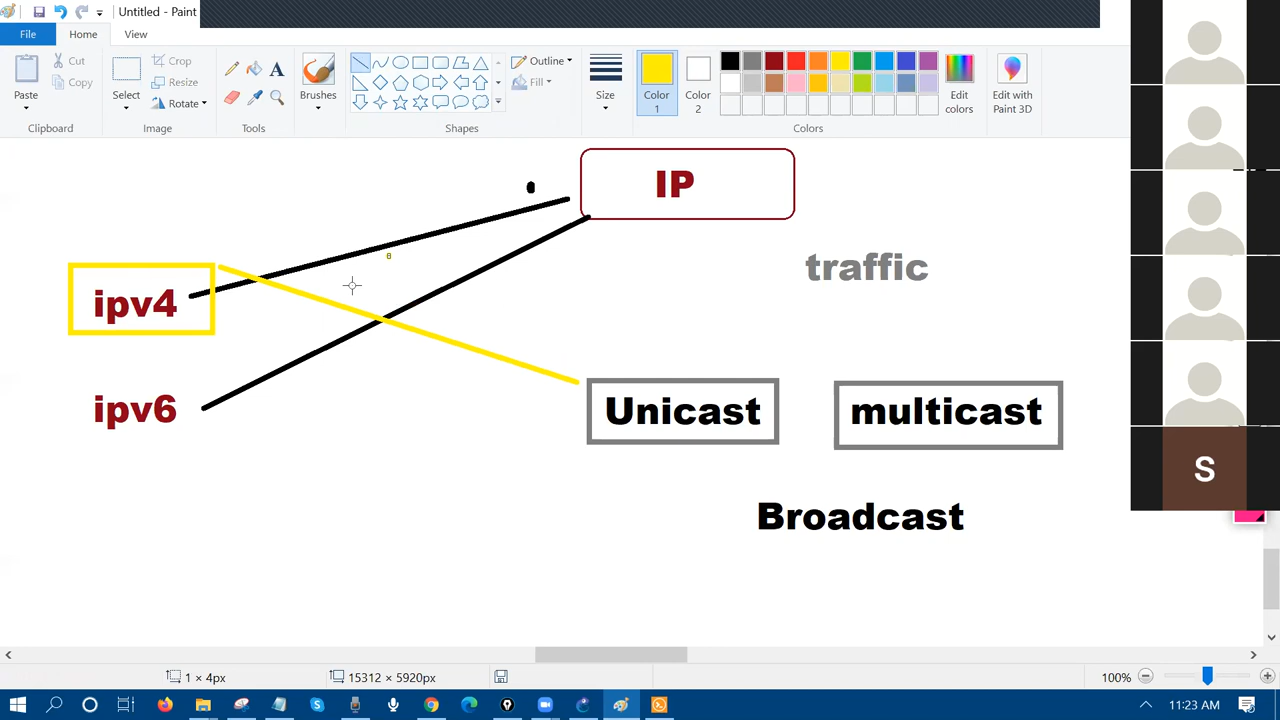 Untitled - Paint
File
Home
View
Paste
Cut
Copy
Clipboard
Select
Crop
Resize
Rotate
Image
A
Tools
Brushes
Outline
Fill
Shapes
Size
Color
1
Color
2
Edit
colors
Edit with
Paint 3D
Colors
IP
traffic
ipv4
ipv6
Unicast
multicast
Broadcast
S
1 × 4px
15312 × 5920px
100%
11:23 AM